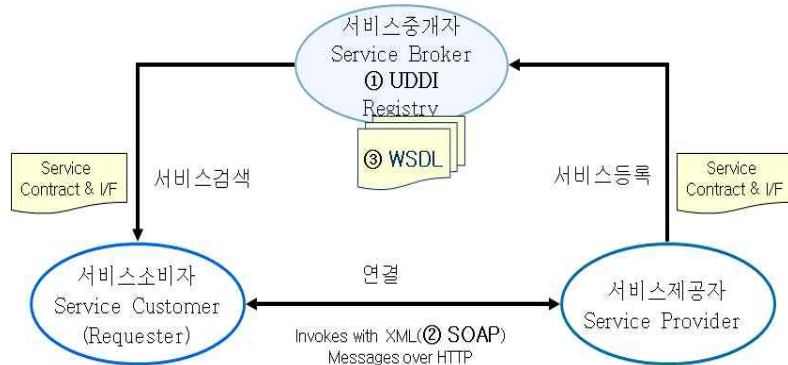 서비스중개자
Service Broker
① UDDI
Registry
③ WSDL
Service
Contract & I/F
서비스검색
서비스등록
Service
Contract & I/F
서비스소비자
Service Customer
(Requester)
연결
서비스제공자
Service Provider
Invokes with XML(② SOAP)
Messages over HTTP